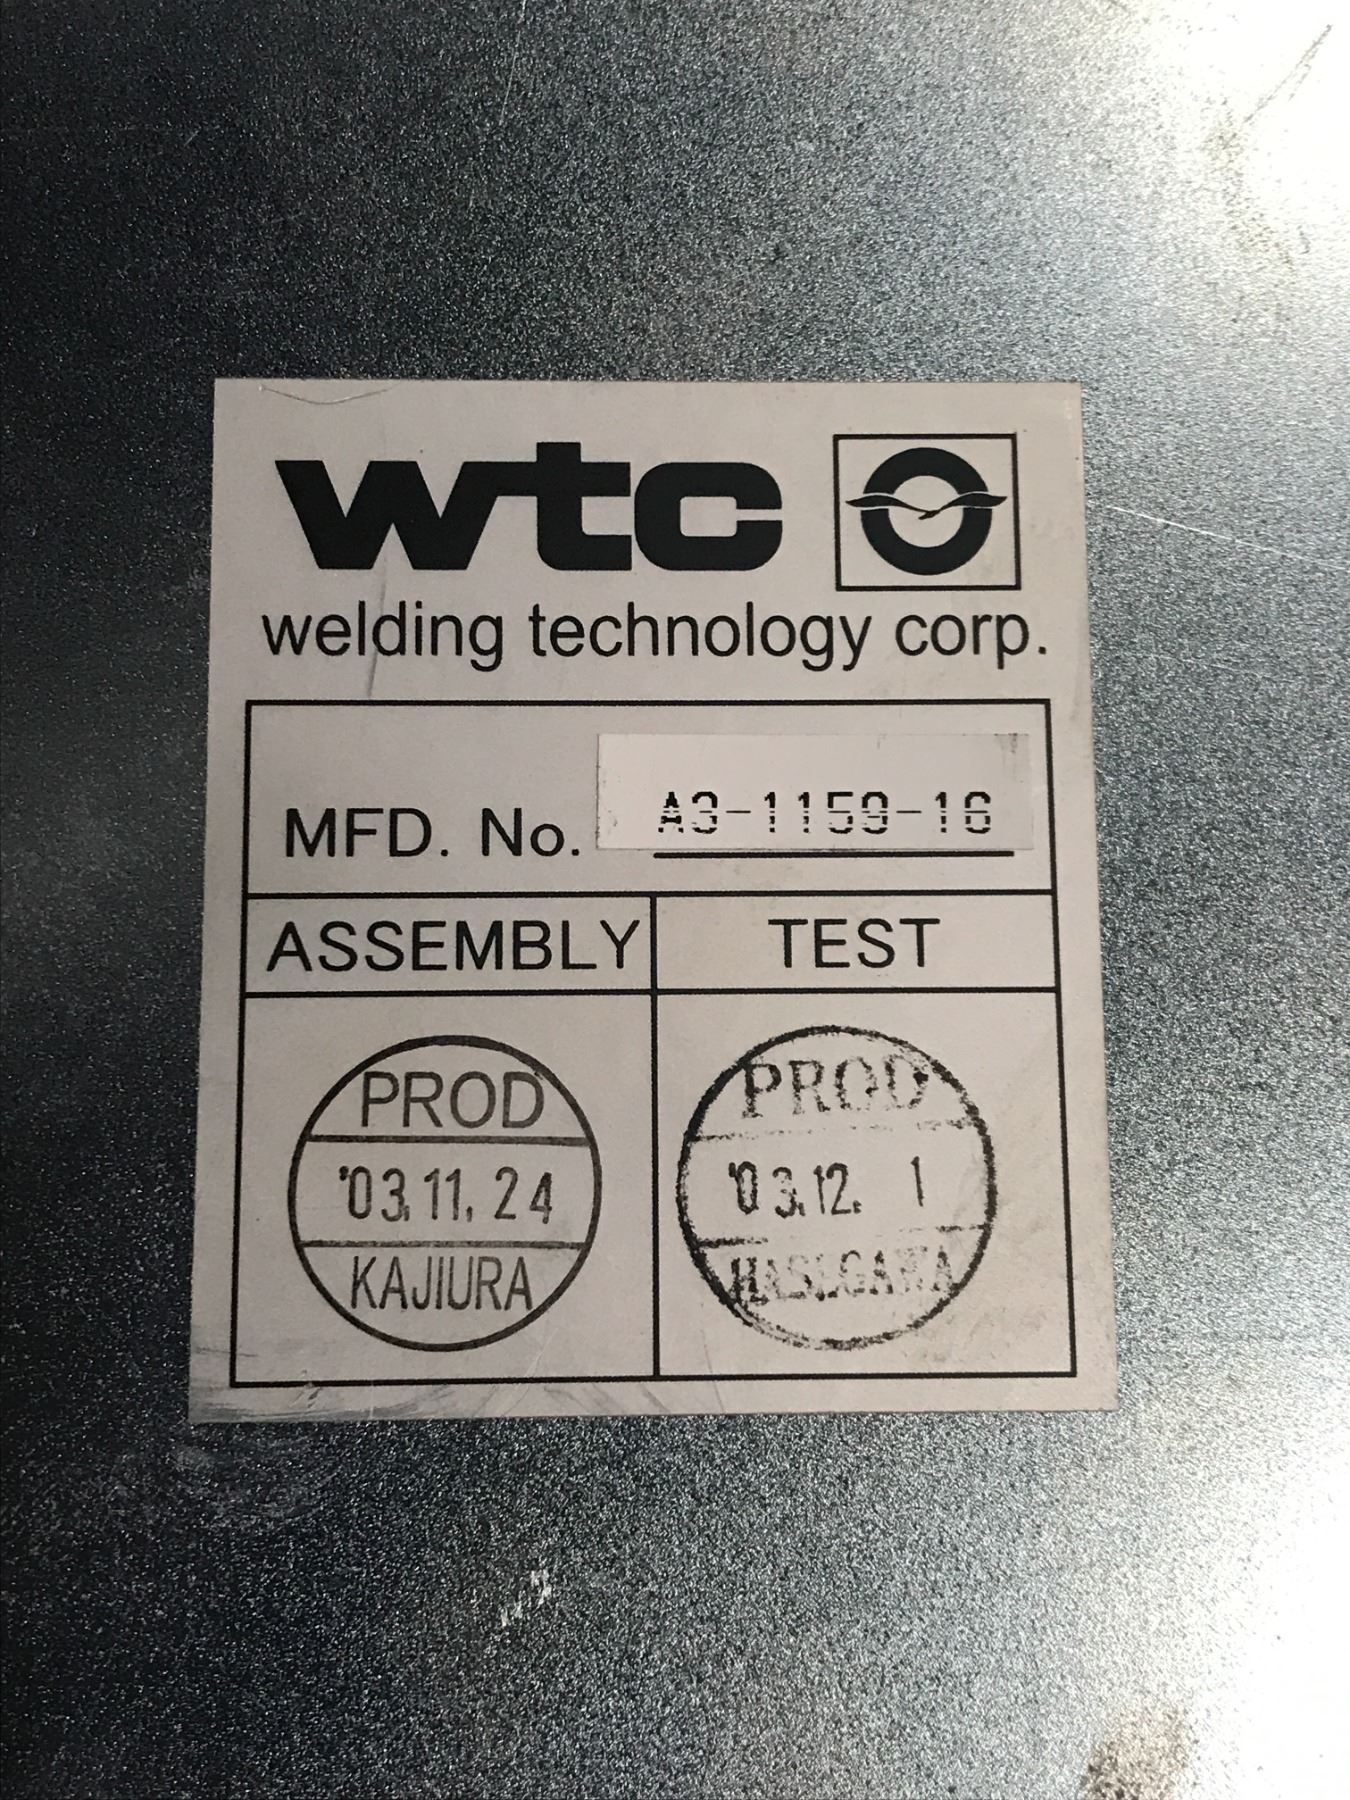 wtc
welding technology corp.
MFD. No. A3-1159-16
ASSEMBLY TEST
PROD
'03.11.24
KAJIURA
PROD
'03.12. 1
HASEGAWA